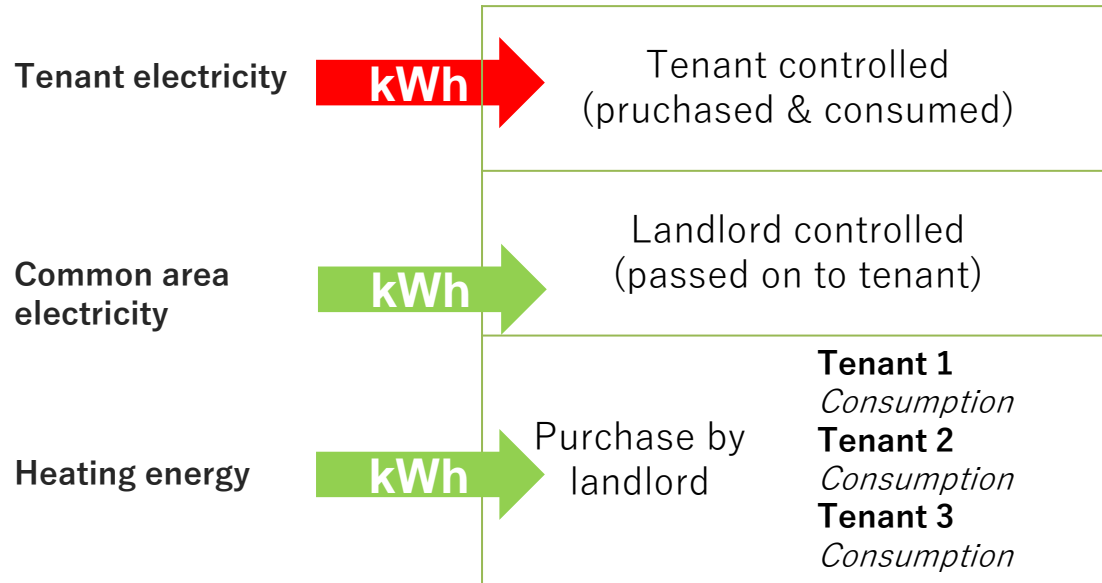 Tenant electricity
kWh
Tenant controlled
(pruchased & consumed)
Common area
electricity
kWh
Landlord controlled
(passed on to tenant)
Heating energy
kWh
Purchase by
landlord
Tenant 1
Consumption
Tenant 2
Consumption
Tenant 3
Consumption